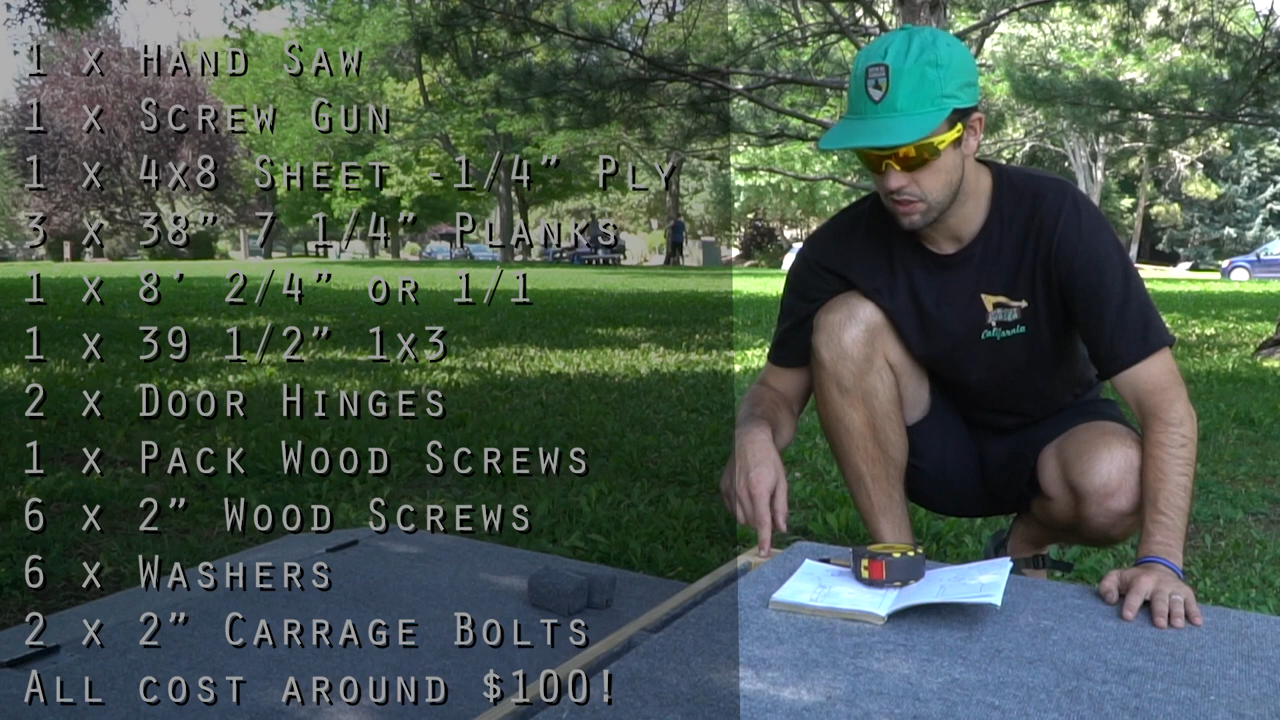 1 x Hand Saw
1 x Screw Gun
1 x 4x8 Sheet -1/4” Ply
3 x 38” 7 1/4” Planks
1 x 8’ 2/4” or 1/1
1 x 39 1/2” 1x3
2 x Door Hinges
1 x Pack Wood Screws
6 x 2” Wood Screws
6 x Washers
2 x 2” Carrage Bolts
All cost around $100!
California